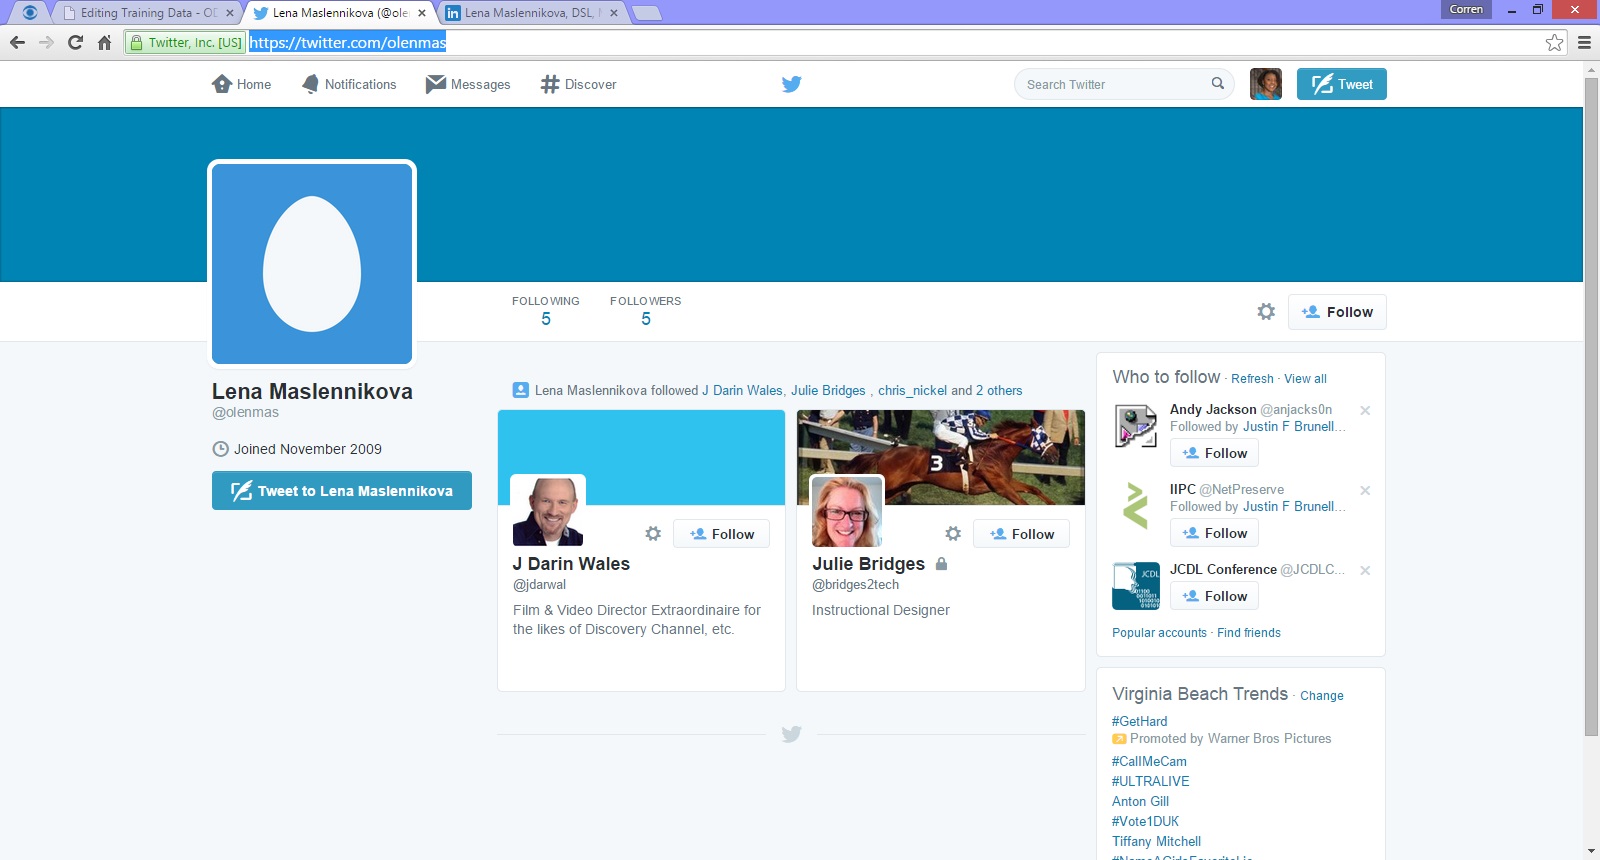 Editing Training Data - OD
Lena Maslennikova (@ole
Lena Maslennikova, DSL,
Corren
Twitter, Inc. [US]
https://twitter.com/olenmas
Home
Notifications
Messages
Discover
Search Twitter
Tweet
FOLLOWING
5
FOLLOWERS
5
Follow
Lena Maslennikova
@olenmas
Joined November 2009
Tweet to Lena Maslennikova
Lena Maslennikova followed J Darin Wales, Julie Bridges , chris_nickel and 2 others
Follow
J Darin Wales
@jdarwal
Film & Video Director Extraordinaire for
the likes of Discovery Channel, etc.
3
Follow
Julie Bridges
@bridges2tech
Instructional Designer
Who to follow · Refresh · View all
Andy Jackson @anjacks0n
Followed by Justin F Brunell...
Follow
IIPC @NetPreserve
Followed by Justin F Brunell...
Follow
JCDL
JCDL Conference @JCDLC...
Follow
Popular accounts · Find friends
Virginia Beach Trends · Change
#GetHard
Promoted by Warner Bros Pictures
#CallMeCam
#ULTRALIVE
Anton Gill
#Vote1DUK
Tiffany Mitchell